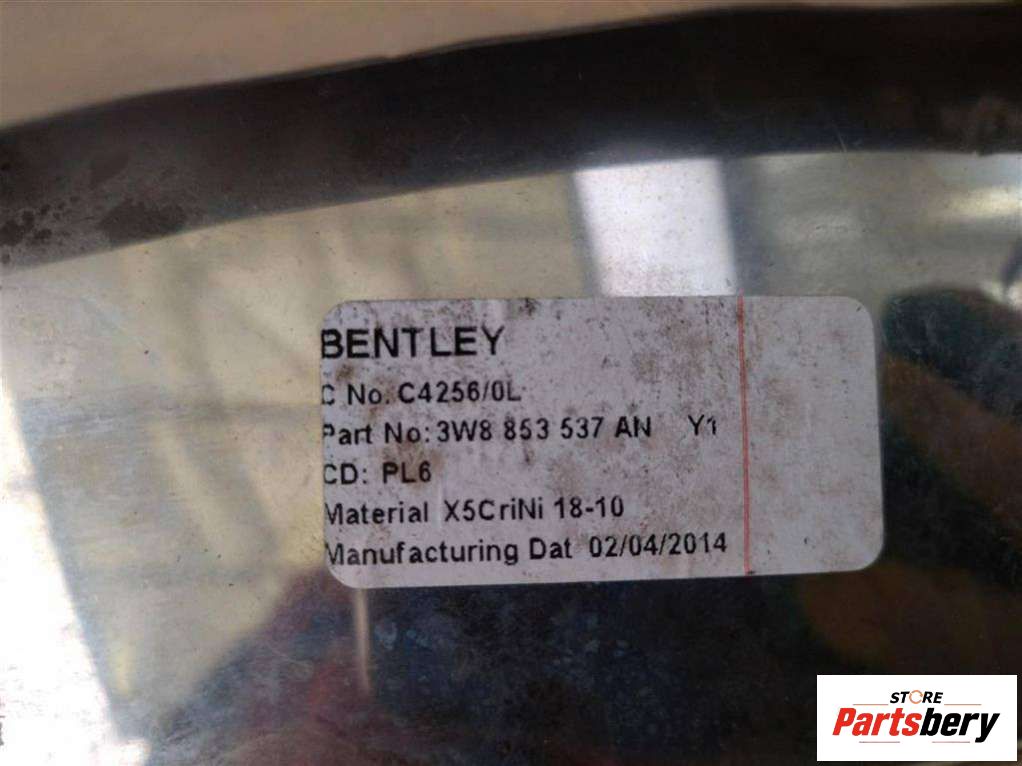 BENTLEY
C No. C4256/0L
Part No: 3W8 853 537 AN Y1
CD: PL6
Material X5CriNi 18-10
Manufacturing Dat 02/04/2014
STORE
Partsbery